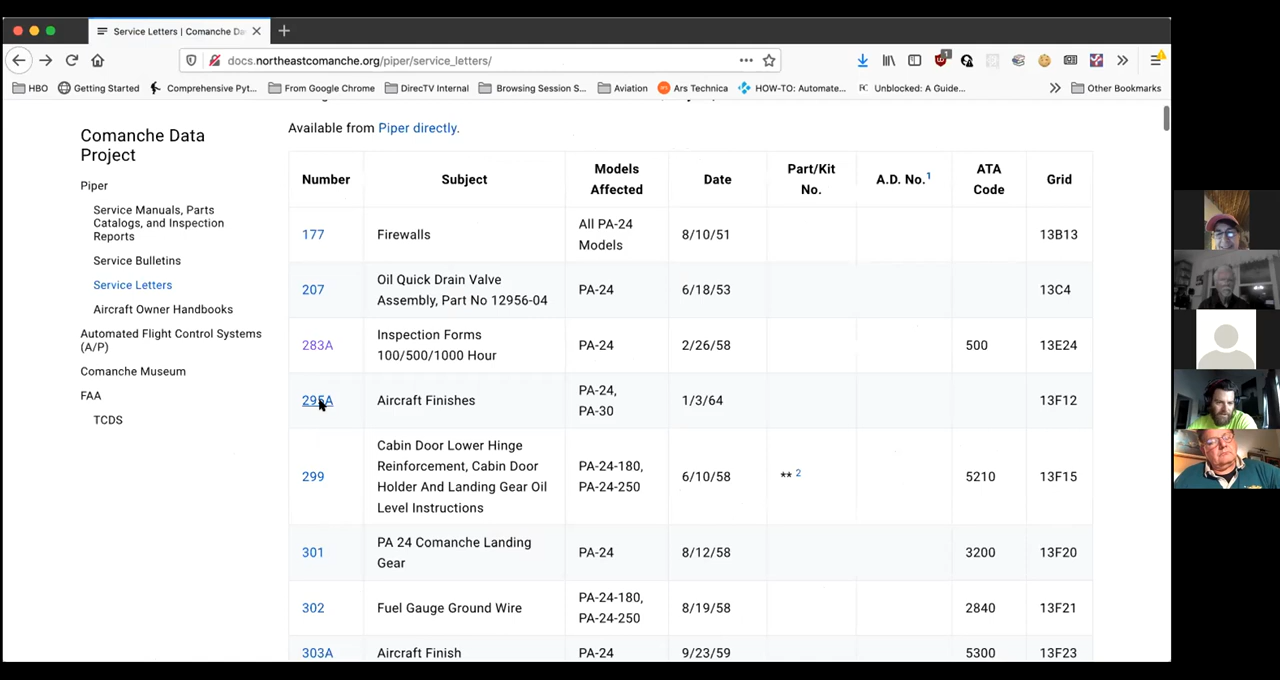 Service Letters | Comanche Da
docs.northeastcomanche.org/piper/service_letters/
1
HBO
Getting Started
Comprehensive Pyt...
From Google Chrome
DirecTV Internal
Browsing Session S...
Aviation
Ars Technica
HOW-TO: Automate...
Unblocked: A Guide...
Other Bookmarks
Comanche Data
Project
Piper
Service Manuals, Parts
Catalogs, and Inspection
Reports
Service Bulletins
Service Letters
Aircraft Owner Handbooks
Automated Flight Control Systems
(A/P)
Comanche Museum
FAA
TCDS
Available from Piper directly.
Number Subject Models Affected Date Part/Kit No. A.D. No.1 ATA Code Grid
177 Firewalls All PA-24 Models 8/10/51 13B13
207 Oil Quick Drain Valve Assembly, Part No 12956-04 PA-24 6/18/53 13C4
283A Inspection Forms 100/500/1000 Hour PA-24 2/26/58 500 13E24
295A Aircraft Finishes PA-24, PA-30 1/3/64 13F12
299 Cabin Door Lower Hinge Reinforcement, Cabin Door Holder And Landing Gear Oil Level Instructions PA-24-180, PA-24-250 6/10/58 ** 2 5210 13F15
301 PA 24 Comanche Landing Gear PA-24 8/12/58 3200 13F20
302 Fuel Gauge Ground Wire PA-24-180, PA-24-250 8/19/58 2840 13F21
303A Aircraft Finish PA-24 9/23/59 5300 13F23